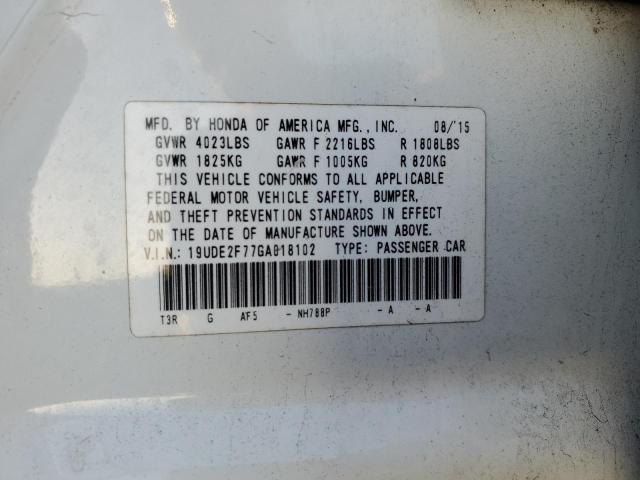 MFD. BY HONDA OF AMERICA MFG., INC. 08/'15
GVWR 4023LBS GAWR F 2216LBS R 1808LBS
GVWR 1825KG GAWR F 1005KG R 820KG
THIS VEHICLE CONFORMS TO ALL APPLICABLE
FEDERAL MOTOR VEHICLE SAFETY, BUMPER,
AND THEFT PREVENTION STANDARDS IN EFFECT
ON THE DATE OF MANUFACTURE SHOWN ABOVE.
V.I.N.: 19UDE2F77GA018102 TYPE: PASSENGER CAR
T3R G AF5 - NH788P - A - A